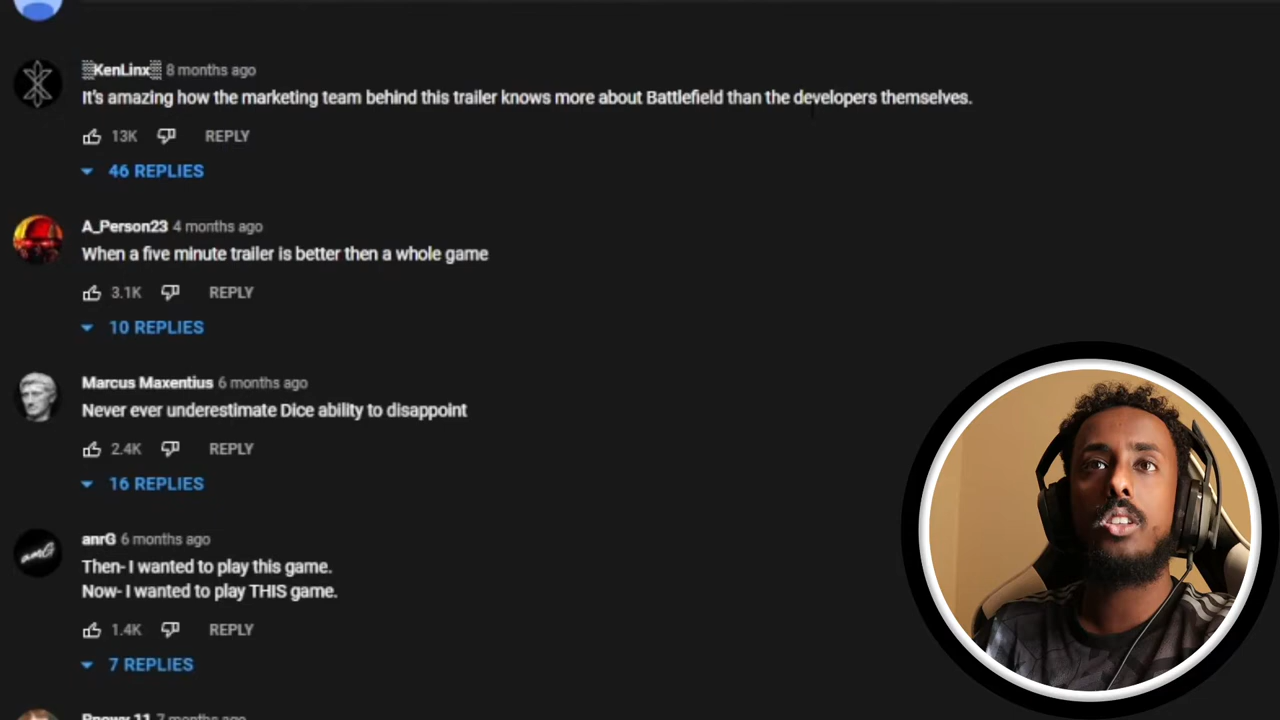 KenLinx 8 months ago
It's amazing how the marketing team behind this trailer knows more about Battlefield than the developers themselves.
13K REPLY
46 REPLIES
A_Person23 4 months ago
When a five minute trailer is better then a whole game
3.1K REPLY
10 REPLIES
Marcus Maxentius 6 months ago
Never ever underestimate Dice ability to disappoint
2.4K REPLY
16 REPLIES
anrG 6 months ago
Then- I wanted to play this game.
Now- I wanted to play THIS game.
1.4K REPLY
7 REPLIES
7 months ago